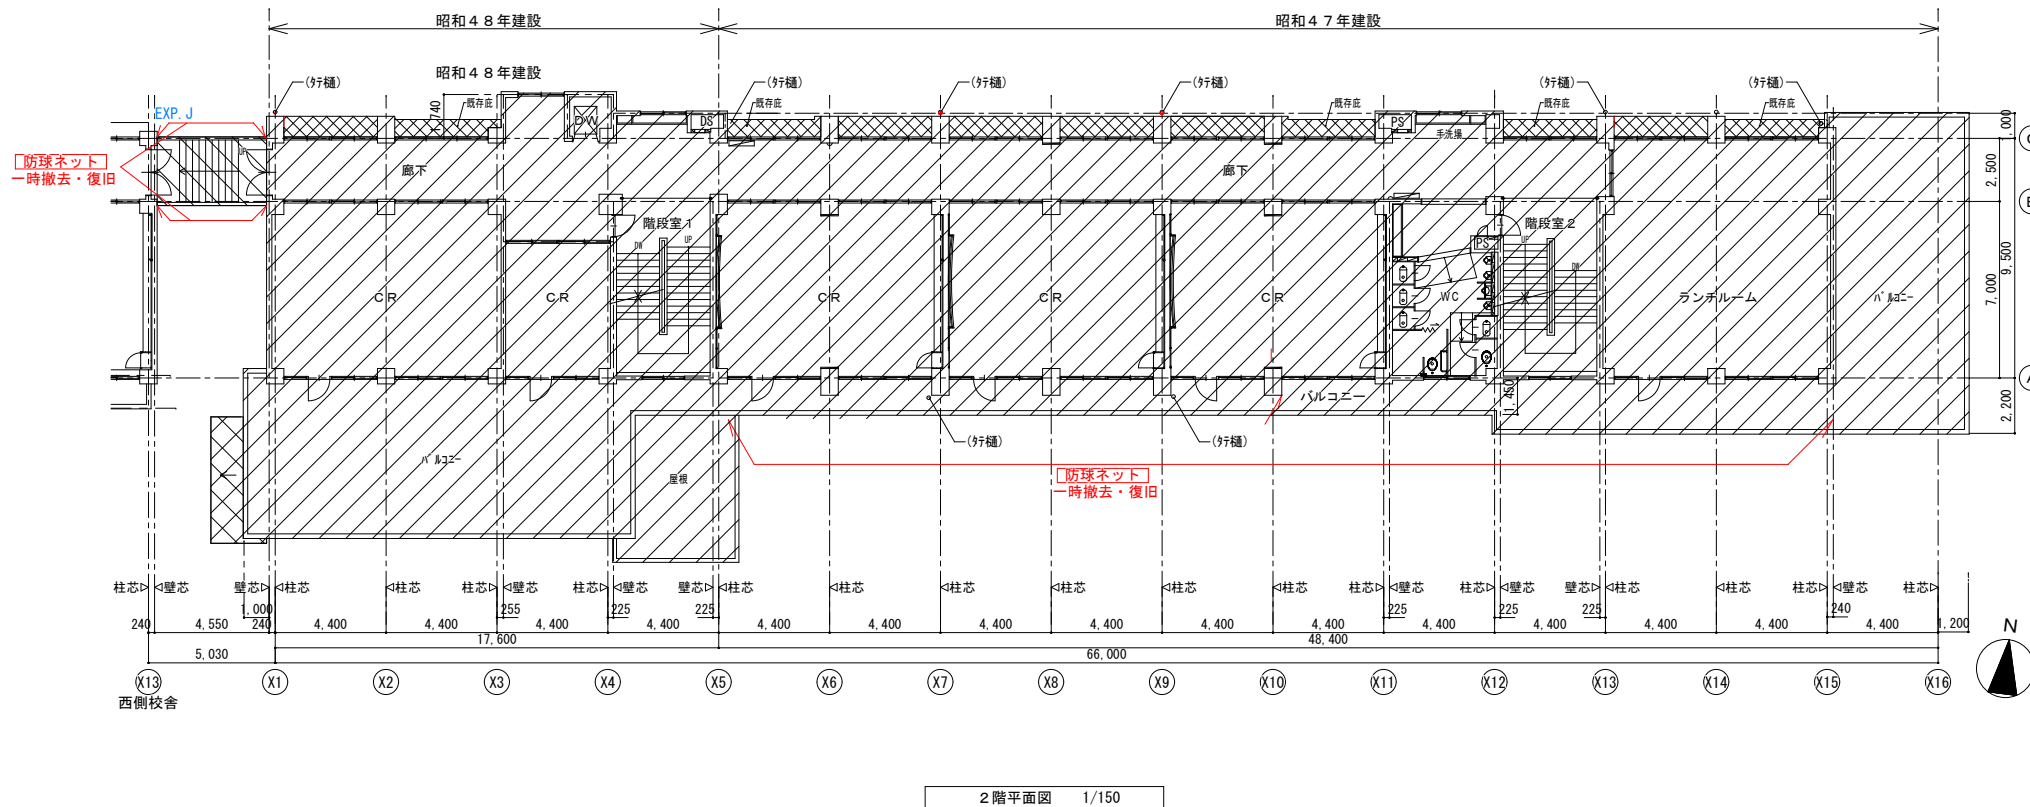 昭和４８年建設
昭和４７年建設
昭和４８年建設
(ﾀﾃ樋)
(ﾀﾃ樋)
(ﾀﾃ樋)
(ﾀﾃ樋)
(ﾀﾃ樋)
(ﾀﾃ樋)
EXP.J
1,740
既存庇
DW
DS
既存庇
既存庇
PS
手洗場
既存庇
既存庇
防球ネット
一時撤去・復旧
UP
廊下
廊下
2,500
階段室１
DW
UP
階段室２
UP
DW
PS
9,500
7,000
ＣＲ
ＣＲ
ＣＲ
ＣＲ
ＣＲ
ＷＣ
ランチルーム
ﾊﾞﾙｺﾆｰ
バルコニー
1,450
2,200
(ﾀﾃ樋)
(ﾀﾃ樋)
ﾊﾞﾙｺﾆｰ
屋根
防球ネット
一時撤去・復旧
柱芯 壁芯 壁芯 柱芯 柱芯 柱芯 壁芯 柱芯 壁芯 壁芯 柱芯 柱芯 柱芯 柱芯 柱芯 柱芯 柱芯 壁芯 柱芯 壁芯 壁芯 柱芯 柱芯 柱芯 壁芯 柱芯
1,000 255 225 225 225 225 225 240
240 4,550 240 4,400 4,400 4,400 4,400 4,400 4,400 4,400 4,400 4,400 4,400 4,400 4,400 4,400 4,400 4,400 1,200
17,600 48,400
5,030 66,000
X13 X1 X2 X3 X4 X5 X6 X7 X8 X9 X10 X11 X12 X13 X14 X15 X16
西側校舎
N
２階平面図 1/150